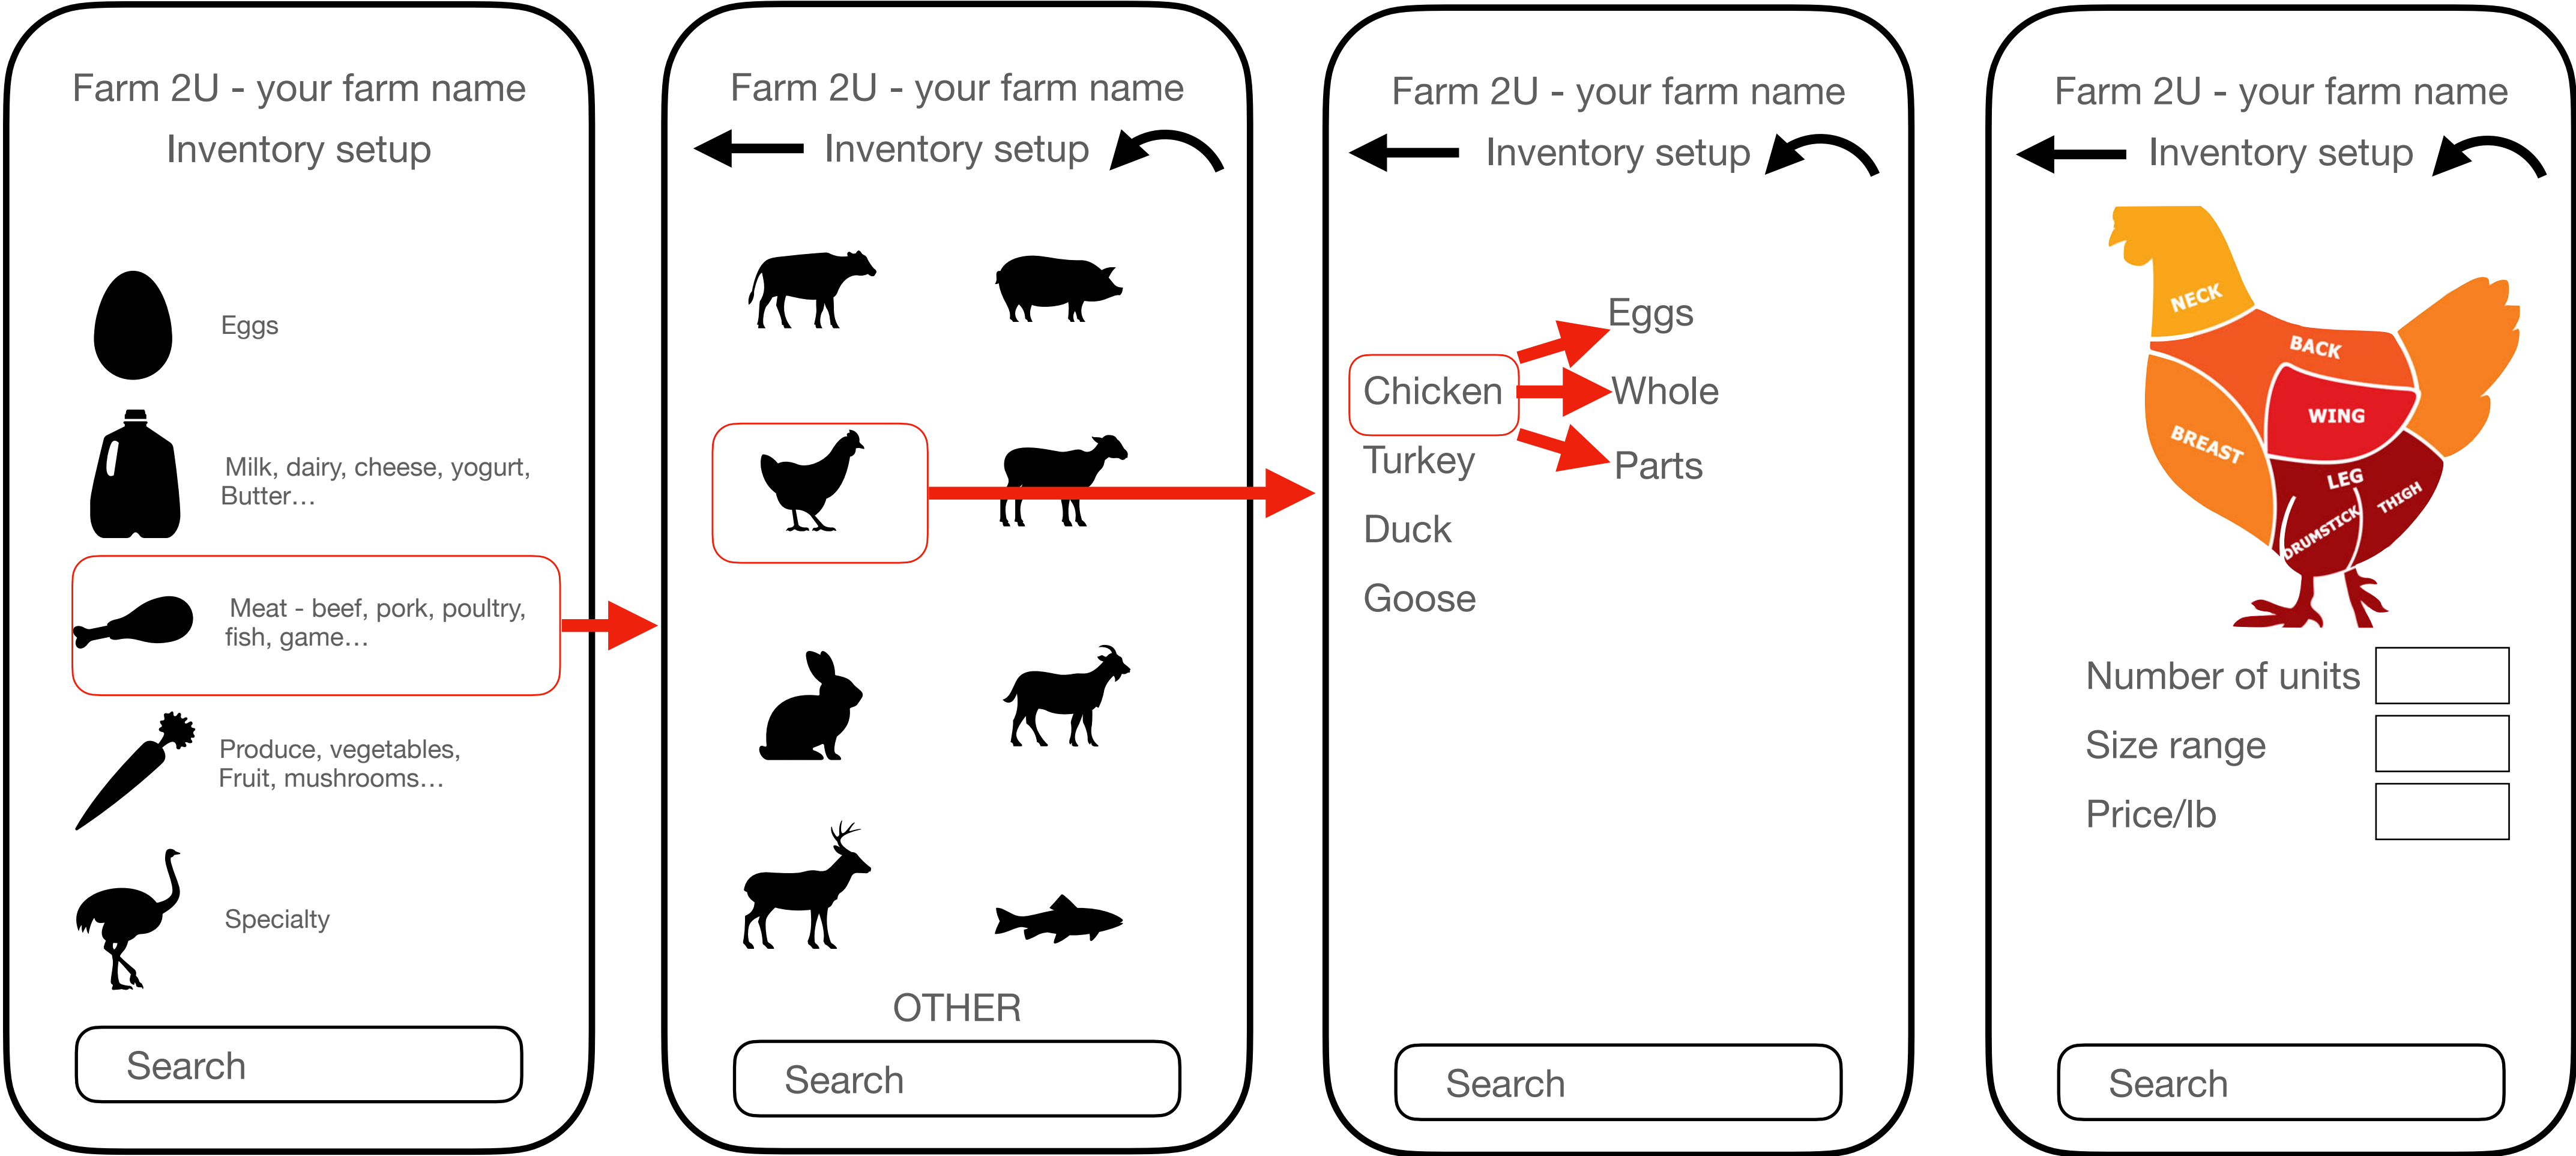 Farm 2U - your farm name
Inventory setup
Eggs
Milk, dairy, cheese, yogurt,
Butter...
Meat - beef, pork, poultry,
fish, game...
Produce, vegetables,
Fruit, mushrooms...
Specialty
Search
Farm 2U - your farm name
Inventory setup
OTHER
Search
Farm 2U - your farm name
Inventory setup
Eggs
Chicken
Whole
Turkey
Parts
Duck
Goose
Search
Farm 2U - your farm name
Inventory setup
NECK
BACK
WING
BREAST
LEG
THIGH
DRUMSTICK
Number of units
Size range
Price/lb
Search